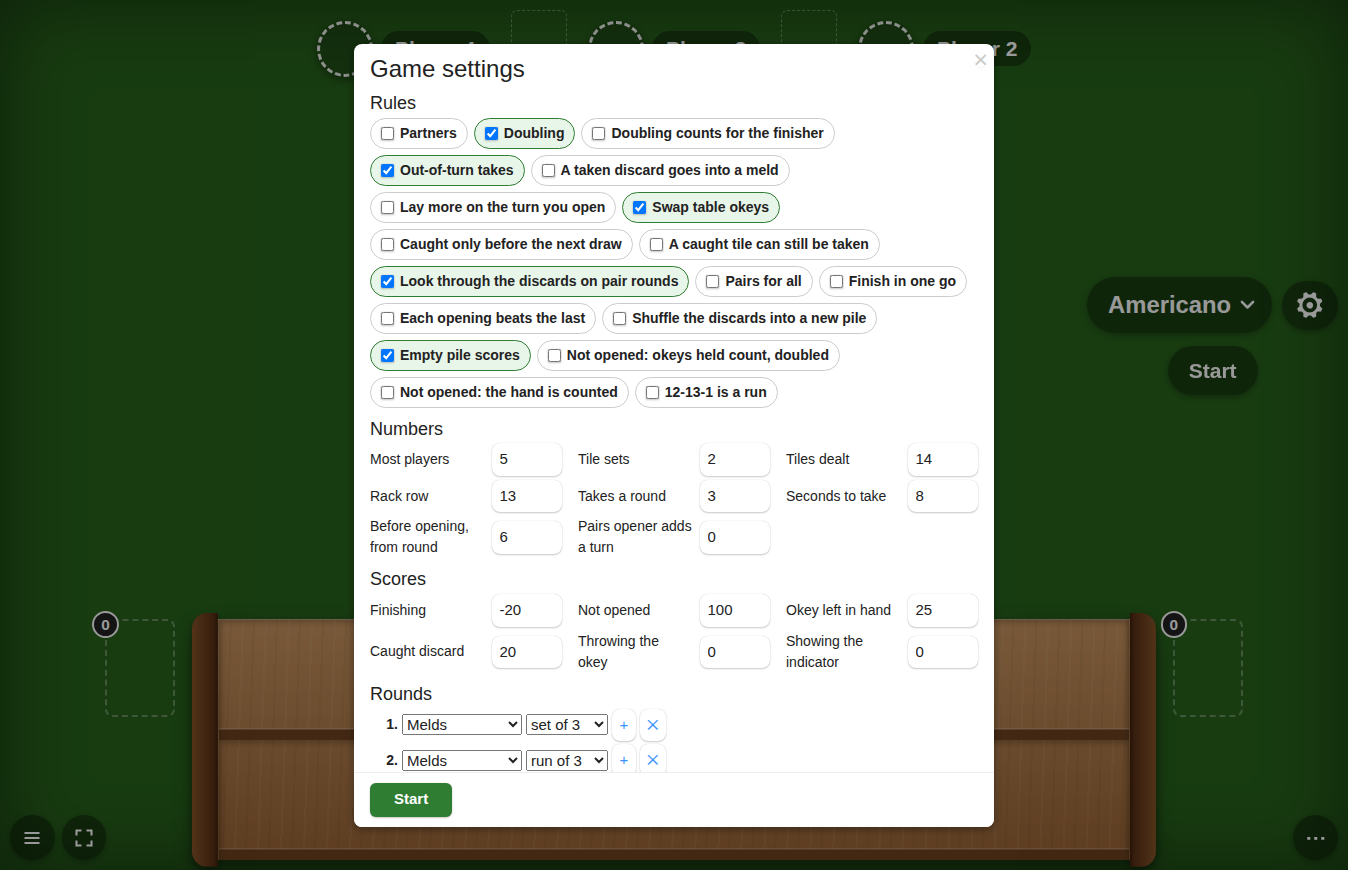 Game settings
×
Rules
Partners Doubling Doubling counts for the finisher
Out-of-turn takes A taken discard goes into a meld
Lay more on the turn you open Swap table okeys
Caught only before the next draw A caught tile can still be taken
Look through the discards on pair rounds Pairs for all Finish in one go
Each opening beats the last Shuffle the discards into a new pile
Empty pile scores Not opened: okeys held count, doubled
Not opened: the hand is counted 12-13-1 is a run
Numbers
Most players 5 Tile sets 2 Tiles dealt 14
Rack row 13 Takes a round 3 Seconds to take 8
Before opening, from round 6 Pairs opener adds a turn 0
Scores
Finishing -20 Not opened 100 Okey left in hand 25
Caught discard 20 Throwing the okey 0 Showing the indicator 0
Rounds
1. Melds set of 3 +
2. Melds run of 3 +
Start
Americano
Start
0
0
2